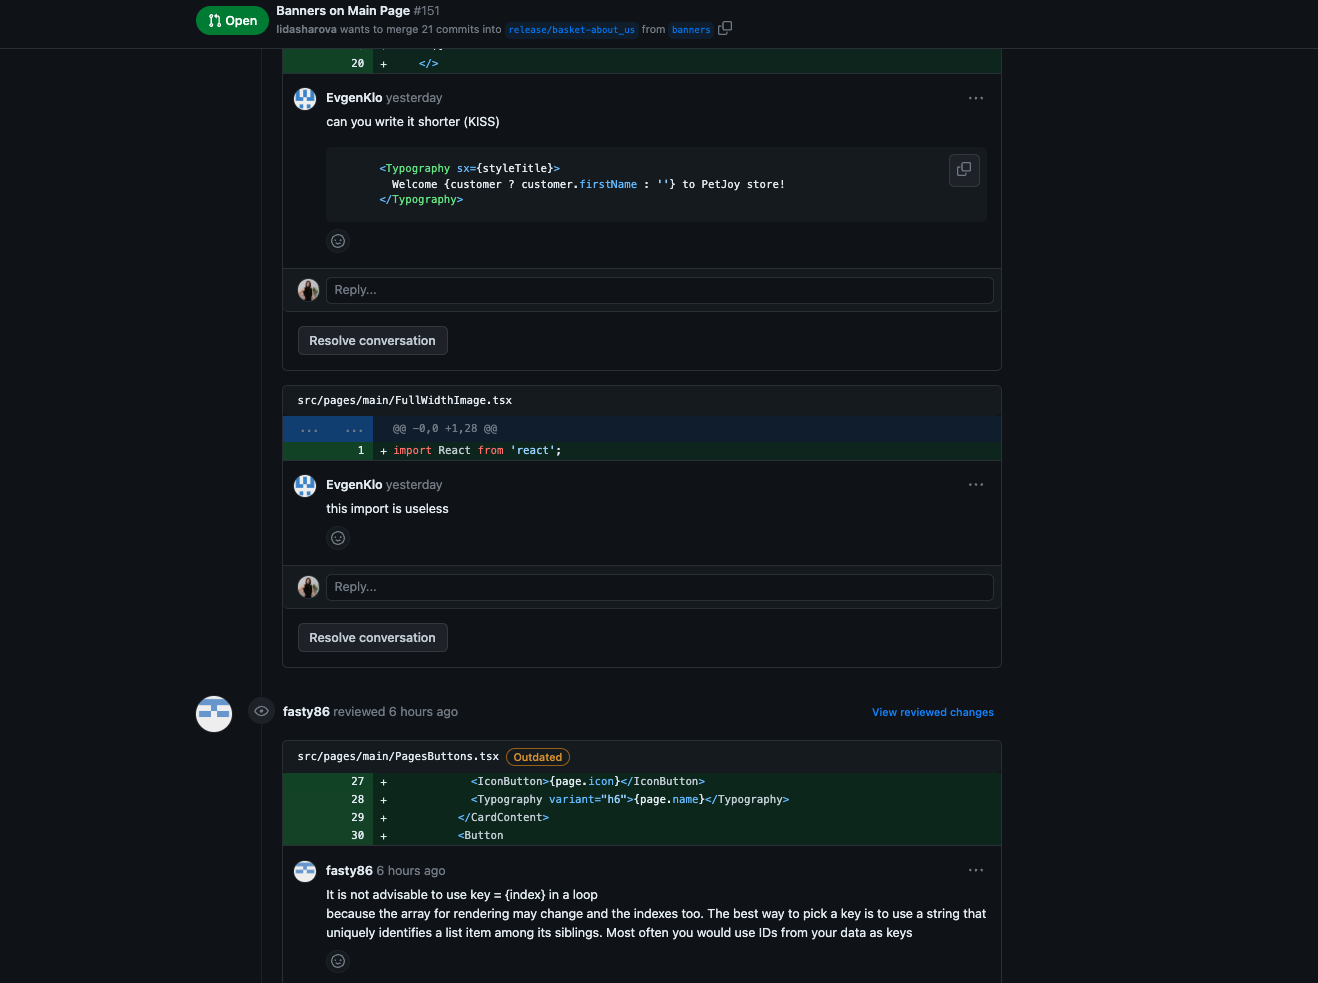 Open
Banners on Main Page #151
lidasharova wants to merge 21 commits into release/basket-about_us from banners
20 + </>
EvgenKlo yesterday
can you write it shorter (KISS)
<Typography sx={styleTitle}>
Welcome {customer ? customer.firstName : ''} to PetJoy store!
</Typography>
Reply...
Resolve conversation
src/pages/main/FullWidthImage.tsx
... ... @@ -0,0 +1,28 @@
1 + import React from 'react';
EvgenKlo yesterday
this import is useless
Reply...
Resolve conversation
fasty86 reviewed 6 hours ago
View reviewed changes
src/pages/main/PagesButtons.tsx Outdated
27 + <IconButton>{page.icon}</IconButton>
28 + <Typography variant="h6">{page.name}</Typography>
29 + </CardContent>
30 + <Button
fasty86 6 hours ago
It is not advisable to use key = {index} in a loop
because the array for rendering may change and the indexes too. The best way to pick a key is to use a string that
uniquely identifies a list item among its siblings. Most often you would use IDs from your data as keys